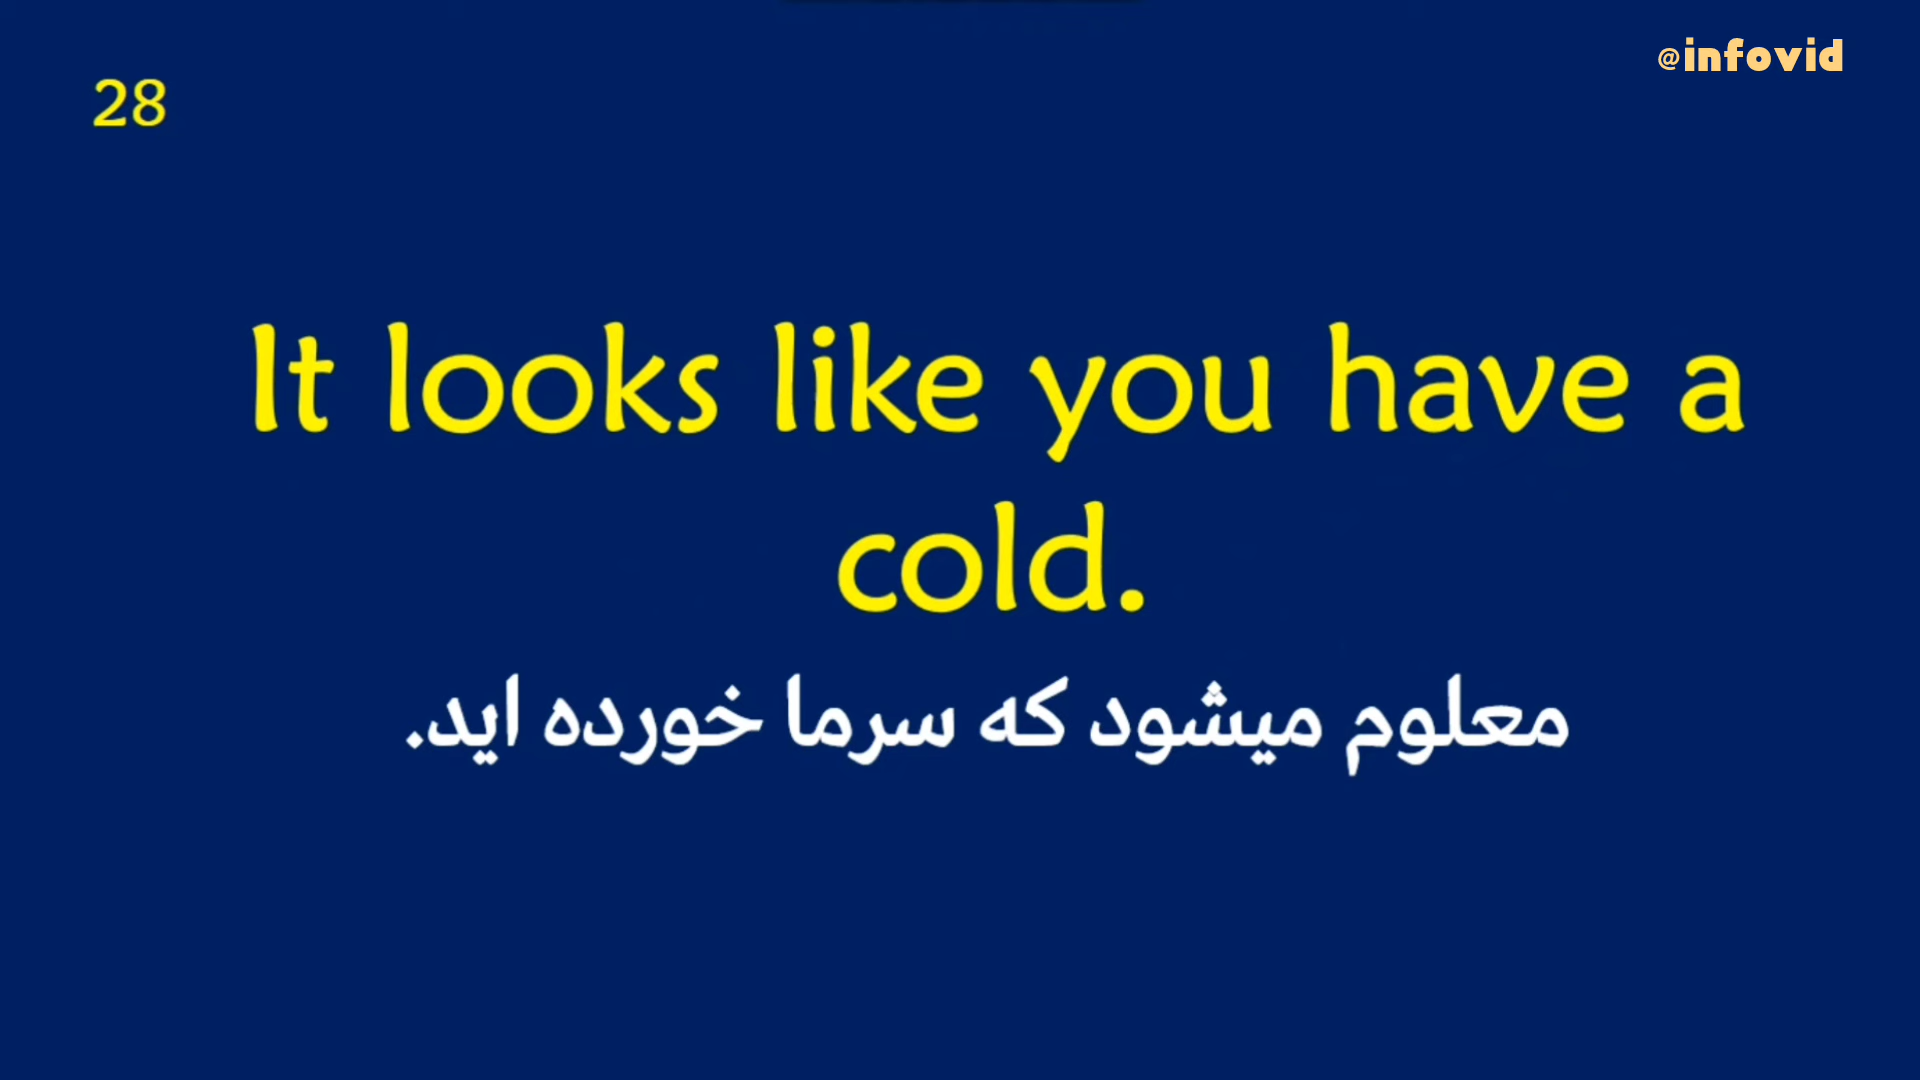 @infovid
28
It looks like you have a
cold.
معلوم میشود که سرما خورده اید.